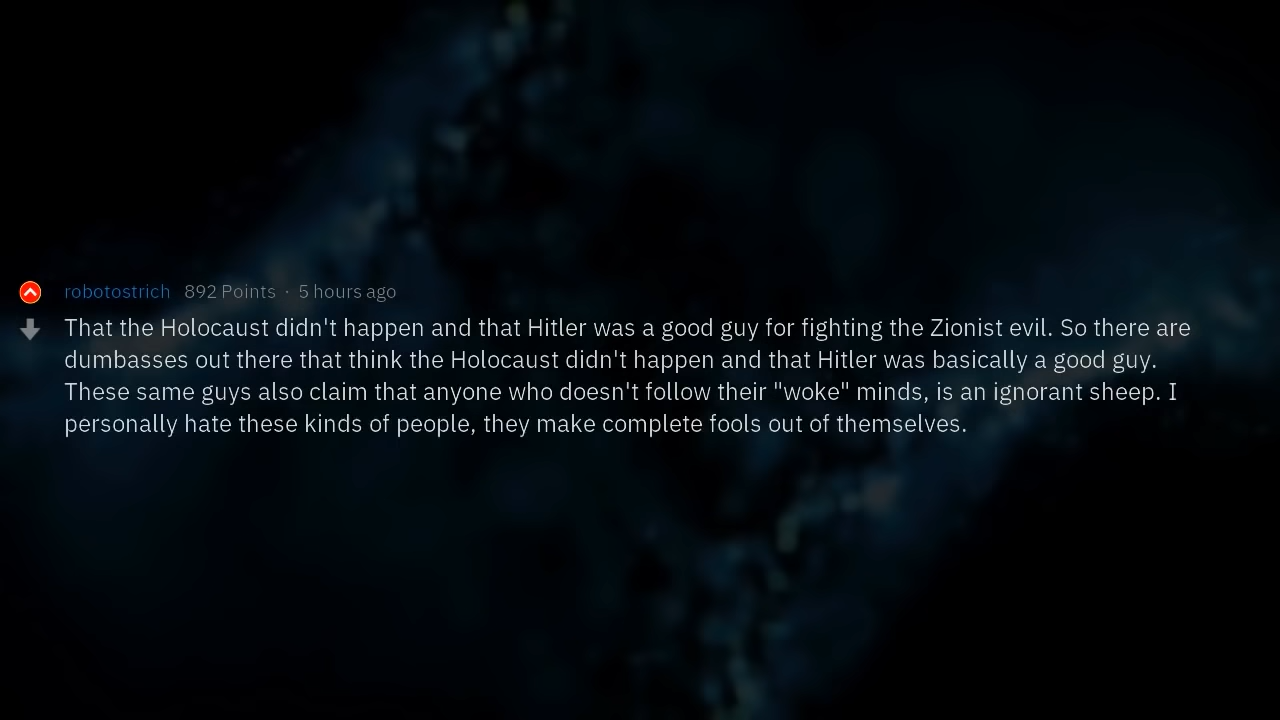 robotostrich 892 Points · 5 hours ago
That the Holocaust didn't happen and that Hitler was a good guy for fighting the Zionist evil. So there are
dumbasses out there that think the Holocaust didn't happen and that Hitler was basically a good guy.
These same guys also claim that anyone who doesn't follow their "woke" minds, is an ignorant sheep. I
personally hate these kinds of people, they make complete fools out of themselves.